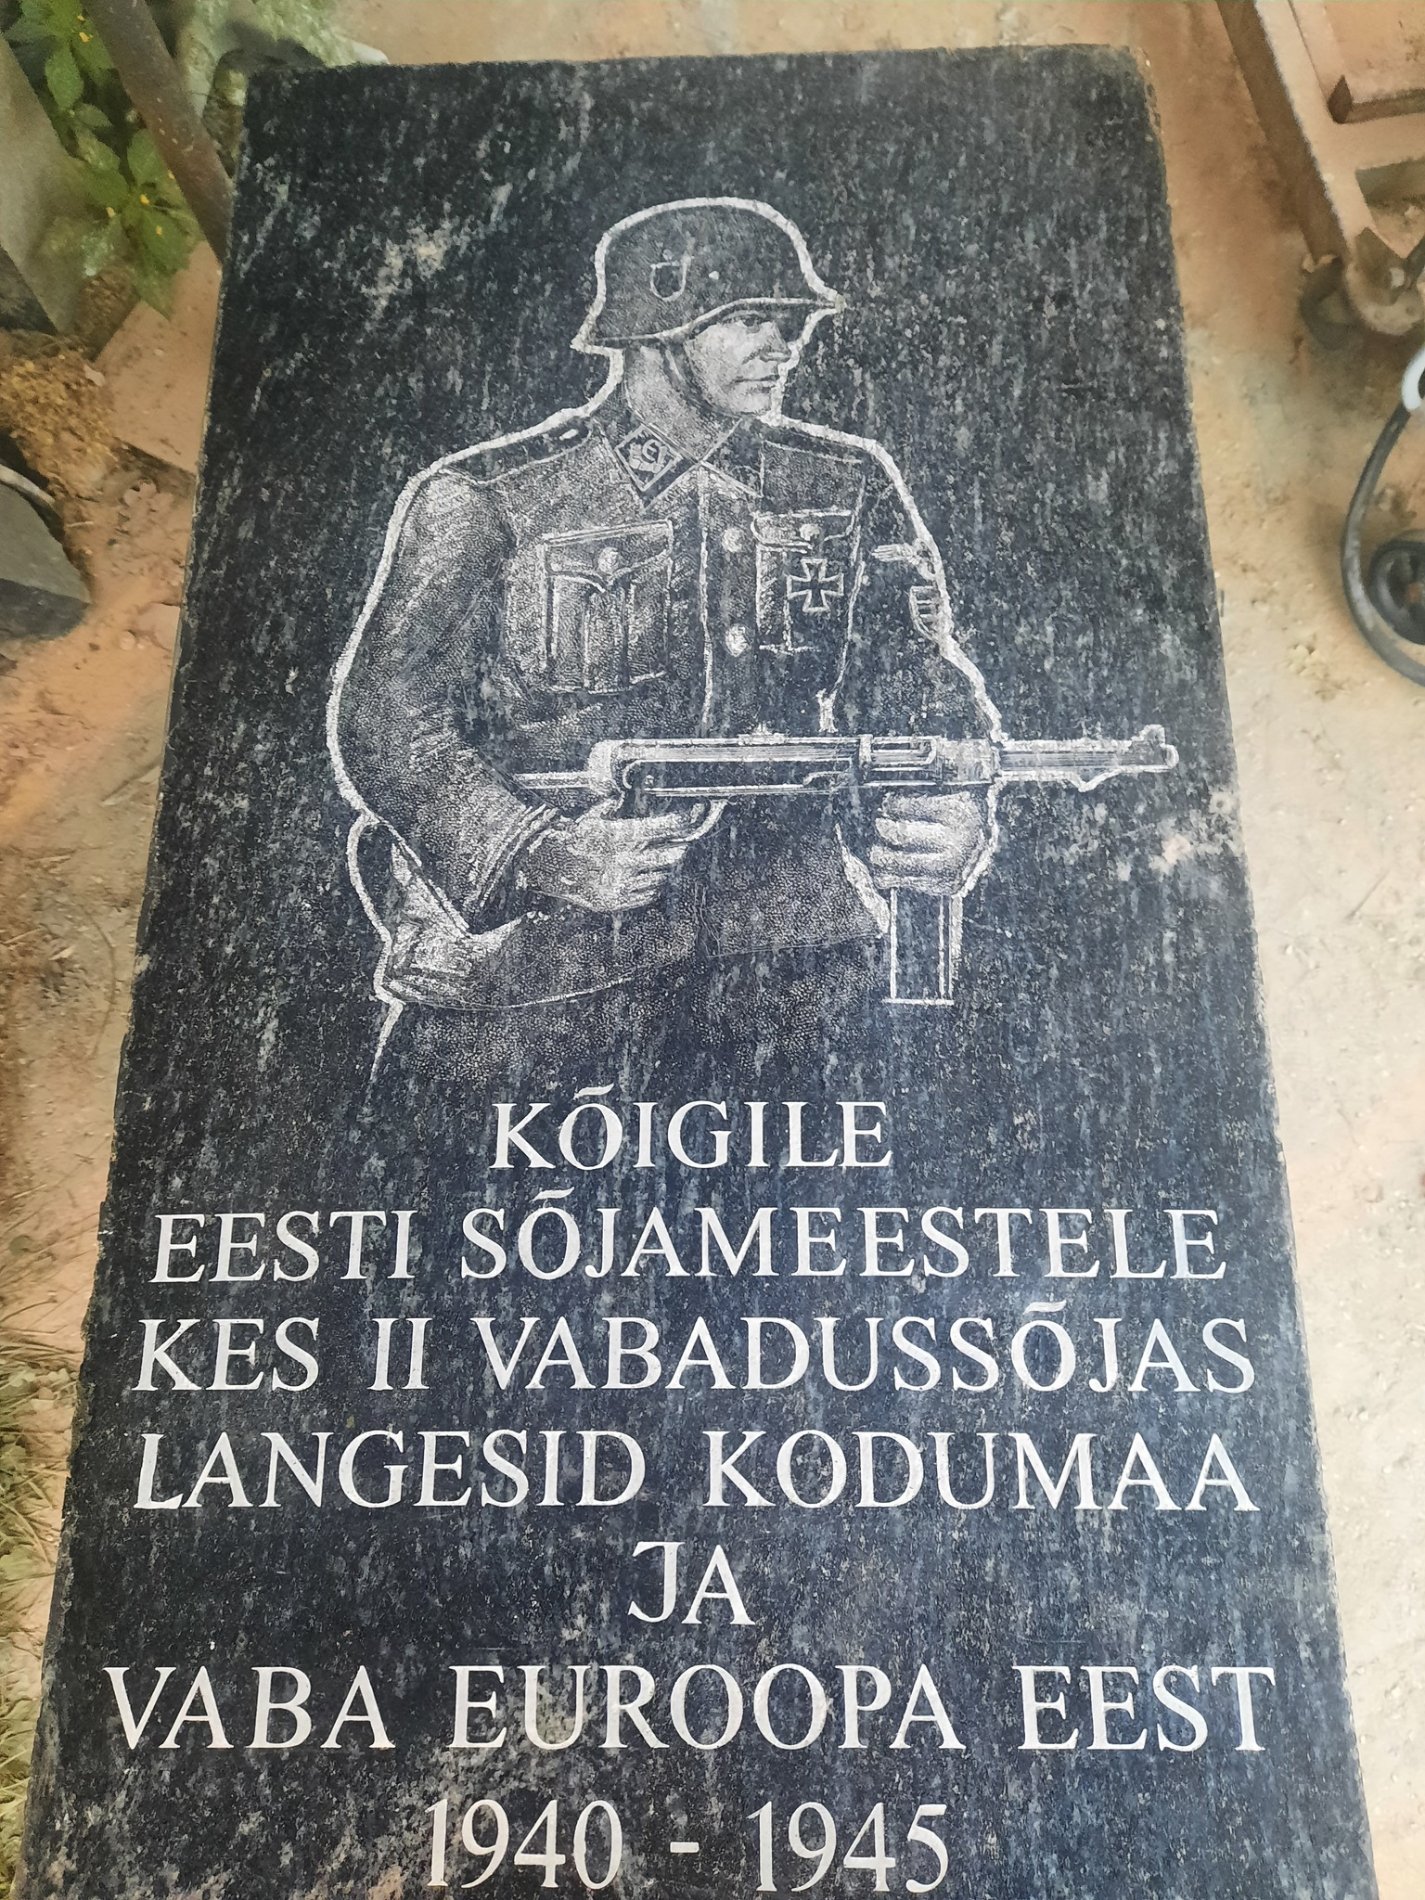 KÕIGILE
EESTI SÕJAMEESTELE
KES II VABADUSSÕJAS
LANGESID KODUMAA
JA
VABA EUROOPA EEST
1940 - 1945